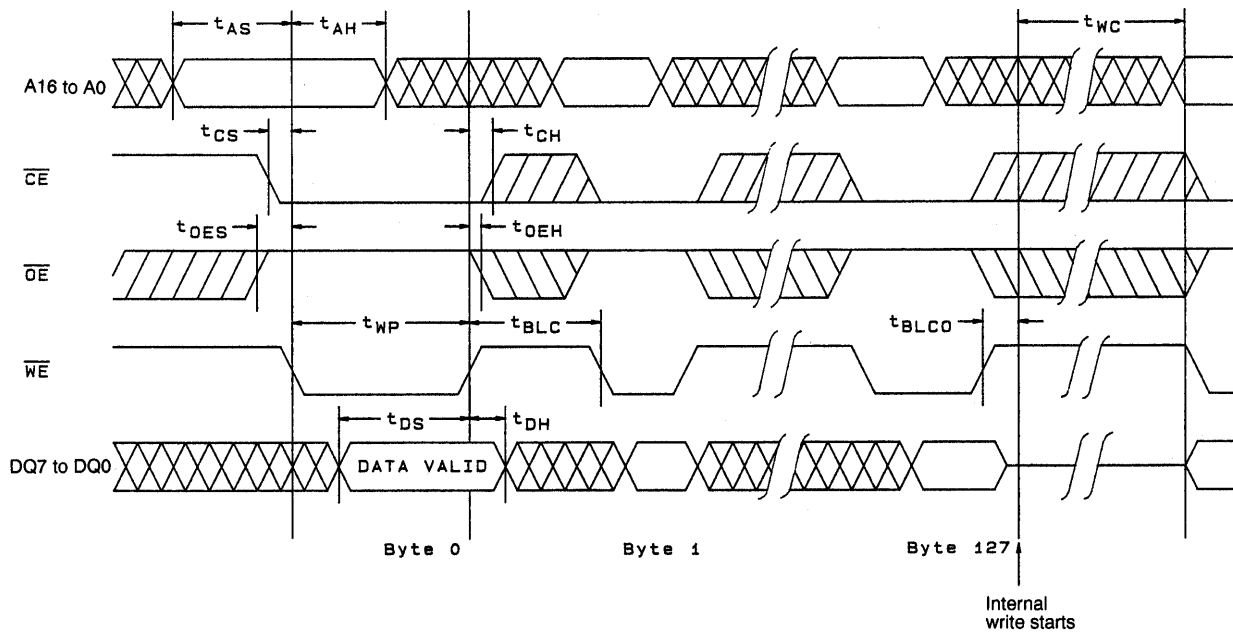 tAS tAH tWC
A16 to A0
tCS tCH
CE
tOES tOEH
OE
tWP tBLC tBLCO
WE
tDS tDH
DQ7 to DQ0 DATA VALID
Byte 0 Byte 1 Byte 127
Internal
write starts